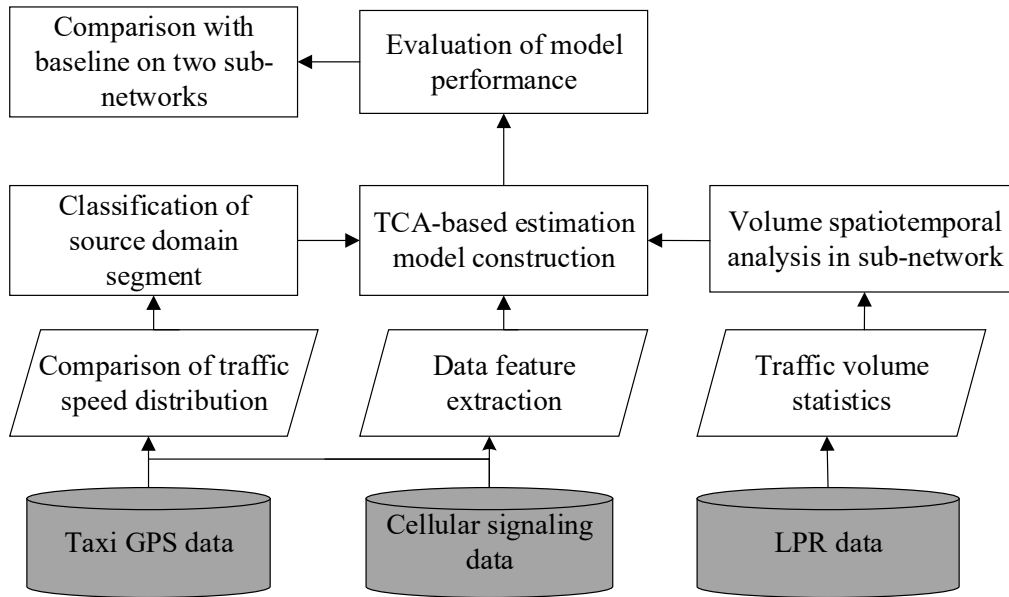 Comparison with
baseline on two sub-
networks
Evaluation of model
performance
Classification of
source domain
segment
TCA-based estimation
model construction
Volume spatiotemporal
analysis in sub-network
Comparison of traffic
speed distribution
Data feature
extraction
Traffic volume
statistics
Taxi GPS data
Cellular signaling
data
LPR data